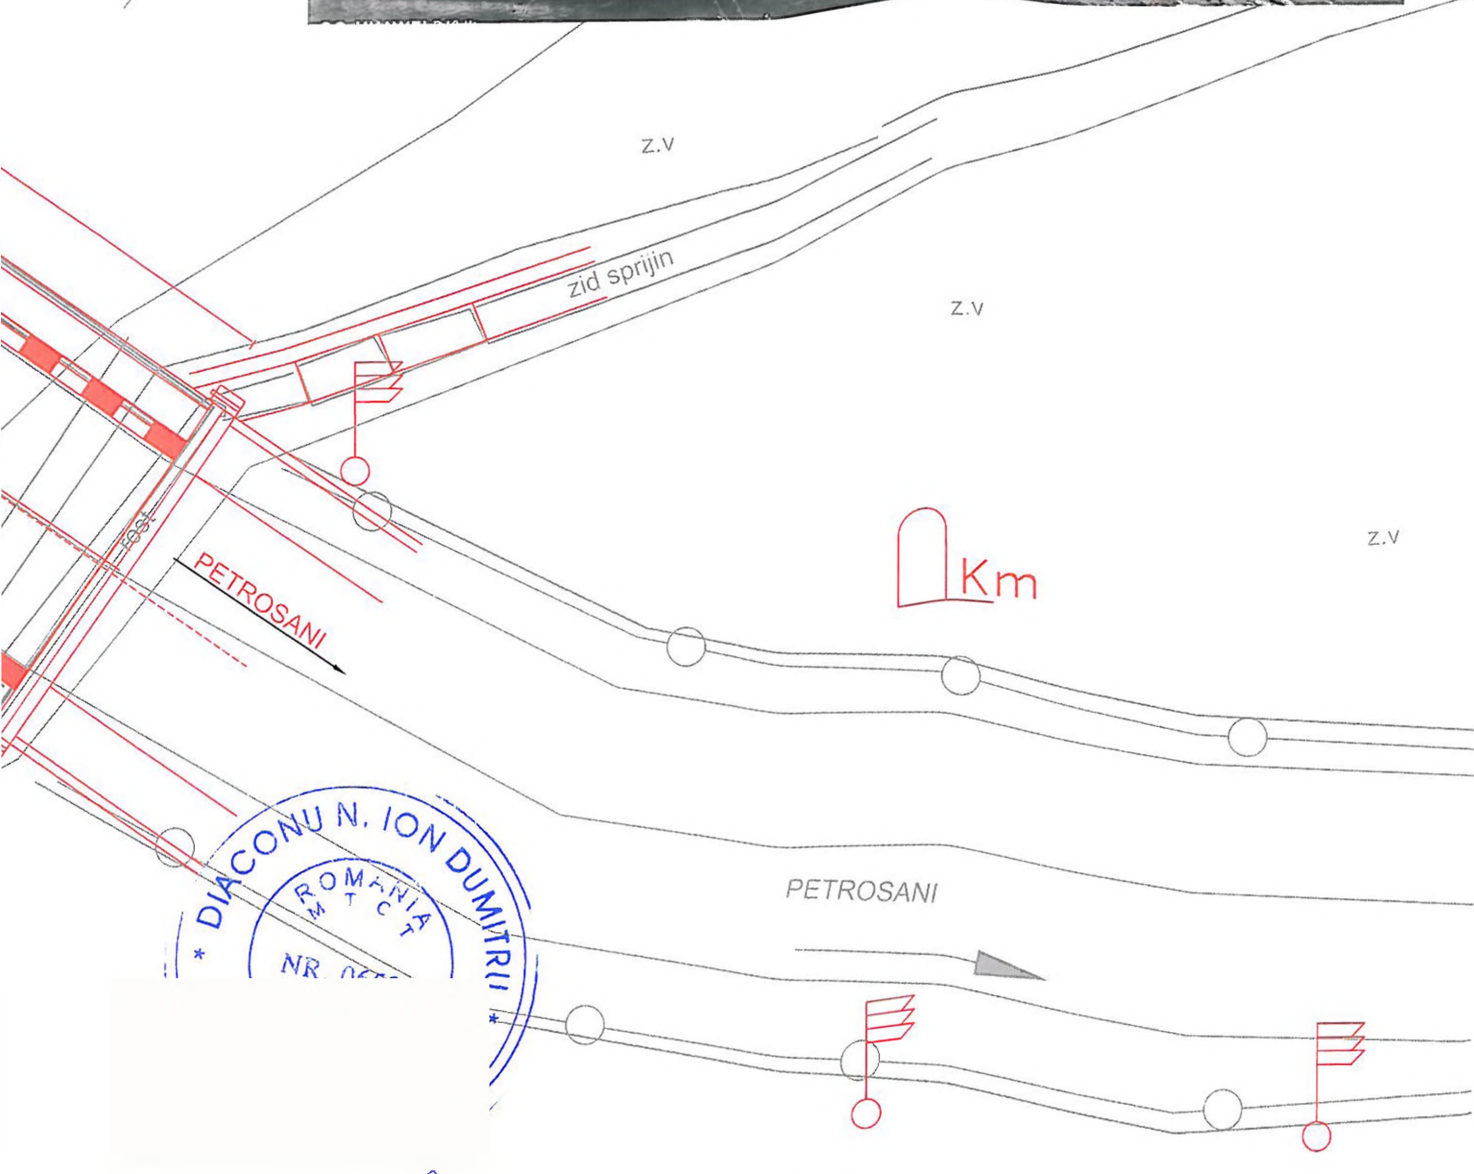 z.v
zid sprijin
z.v
z.v
Km
rost
PETROSANI
PETROSANI
* DIACONU N. ION DUMITRU *
ROMANIA
M T C T
NR.